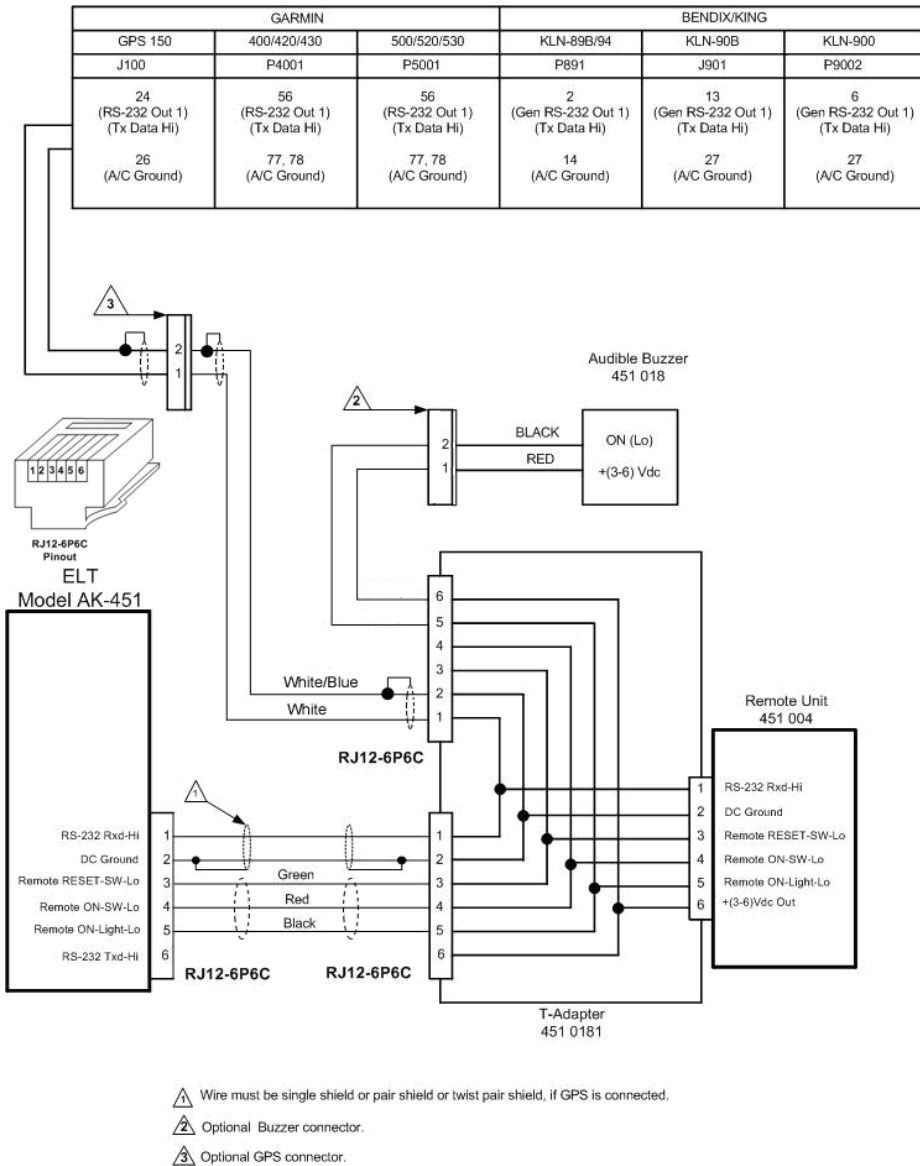 GARMIN BENDIX/KING
GPS 150 400/420/430 500/520/530 KLN-89B/94 KLN-90B KLN-900
J100 P4001 P5001 P891 J901 P9002
24 56 56 2 13 6
(RS-232 Out 1) (RS-232 Out 1) (RS-232 Out 1) (Gen RS-232 Out 1) (Gen RS-232 Out 1) (Gen RS-232 Out 1)
(Tx Data Hi) (Tx Data Hi) (Tx Data Hi) (Tx Data Hi) (Tx Data Hi) (Tx Data Hi)
26 77, 78 77, 78 14 27 27
(A/C Ground) (A/C Ground) (A/C Ground) (A/C Ground) (A/C Ground) (A/C Ground)
3
2
1
Audible Buzzer
451 018
2
2
1
BLACK
RED
ON (Lo)
+(3-6) Vdc
1 2 3 4 5 6
RJ12-6P6C
Pinout
ELT
Model AK-451
6
5
4
3
2
1
White/Blue
White
RJ12-6P6C
Remote Unit
451 004
1 RS-232 Rxd-Hi
2 DC Ground
3 Remote RESET-SW-Lo
4 Remote ON-SW-Lo
5 Remote ON-Light-Lo
6 +(3-6)Vdc Out
1
RS-232 Rxd-Hi 1
DC Ground 2
Remote RESET-SW-Lo 3
Remote ON-SW-Lo 4
Remote ON-Light-Lo 5
RS-232 Txd-Hi 6
Green
Red
Black
1
2
3
4
5
6
RJ12-6P6C RJ12-6P6C
T-Adapter
451 0181
1 Wire must be single shield or pair shield or twist pair shield, if GPS is connected.
2 Optional Buzzer connector.
3 Optional GPS connector.